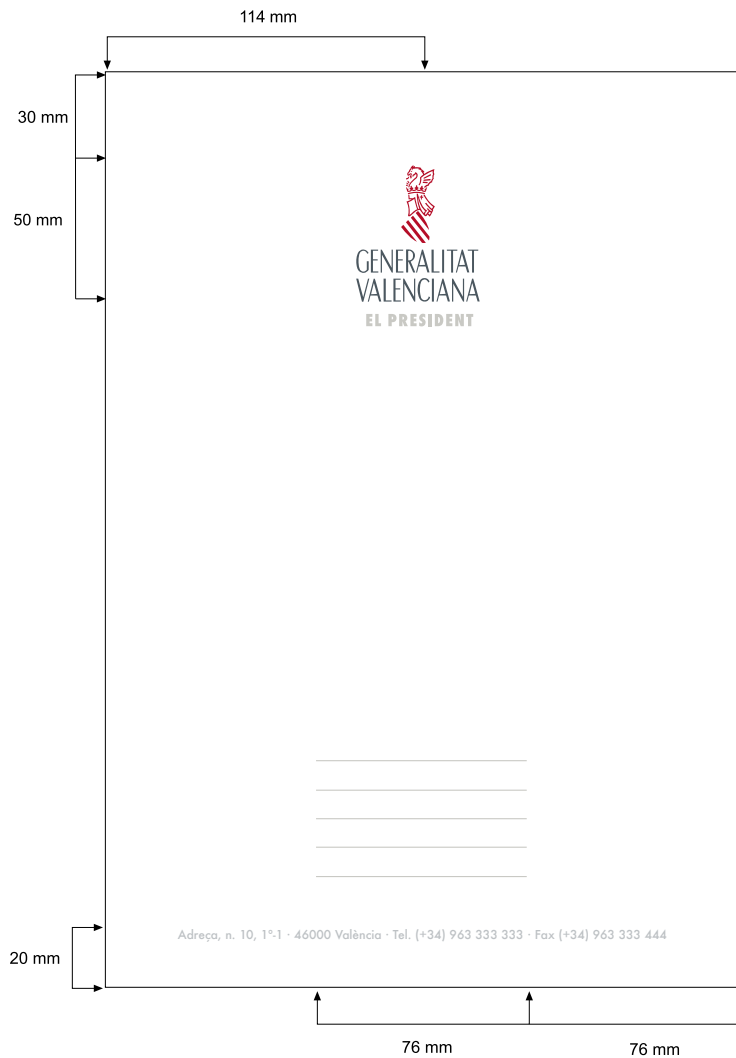 114 mm
30 mm
50 mm
GENERALITAT
VALENCIANA
EL PRESIDENT
Adreça, n. 10, 1º-1 · 46000 València · Tel. (+34) 963 333 333 · Fax (+34) 963 333 444
20 mm
76 mm 76 mm